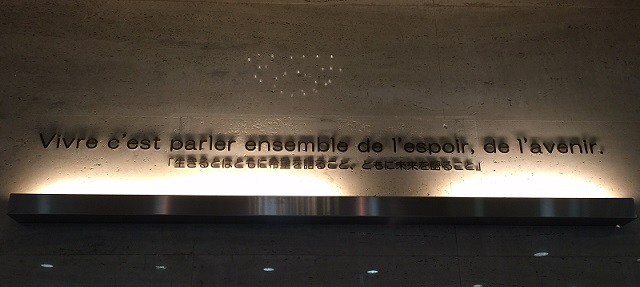 Vivre c'est parler ensemble de l'espoir, de l'avenir.
「生きるとはともに希望を語ること、ともに未来を語ること」